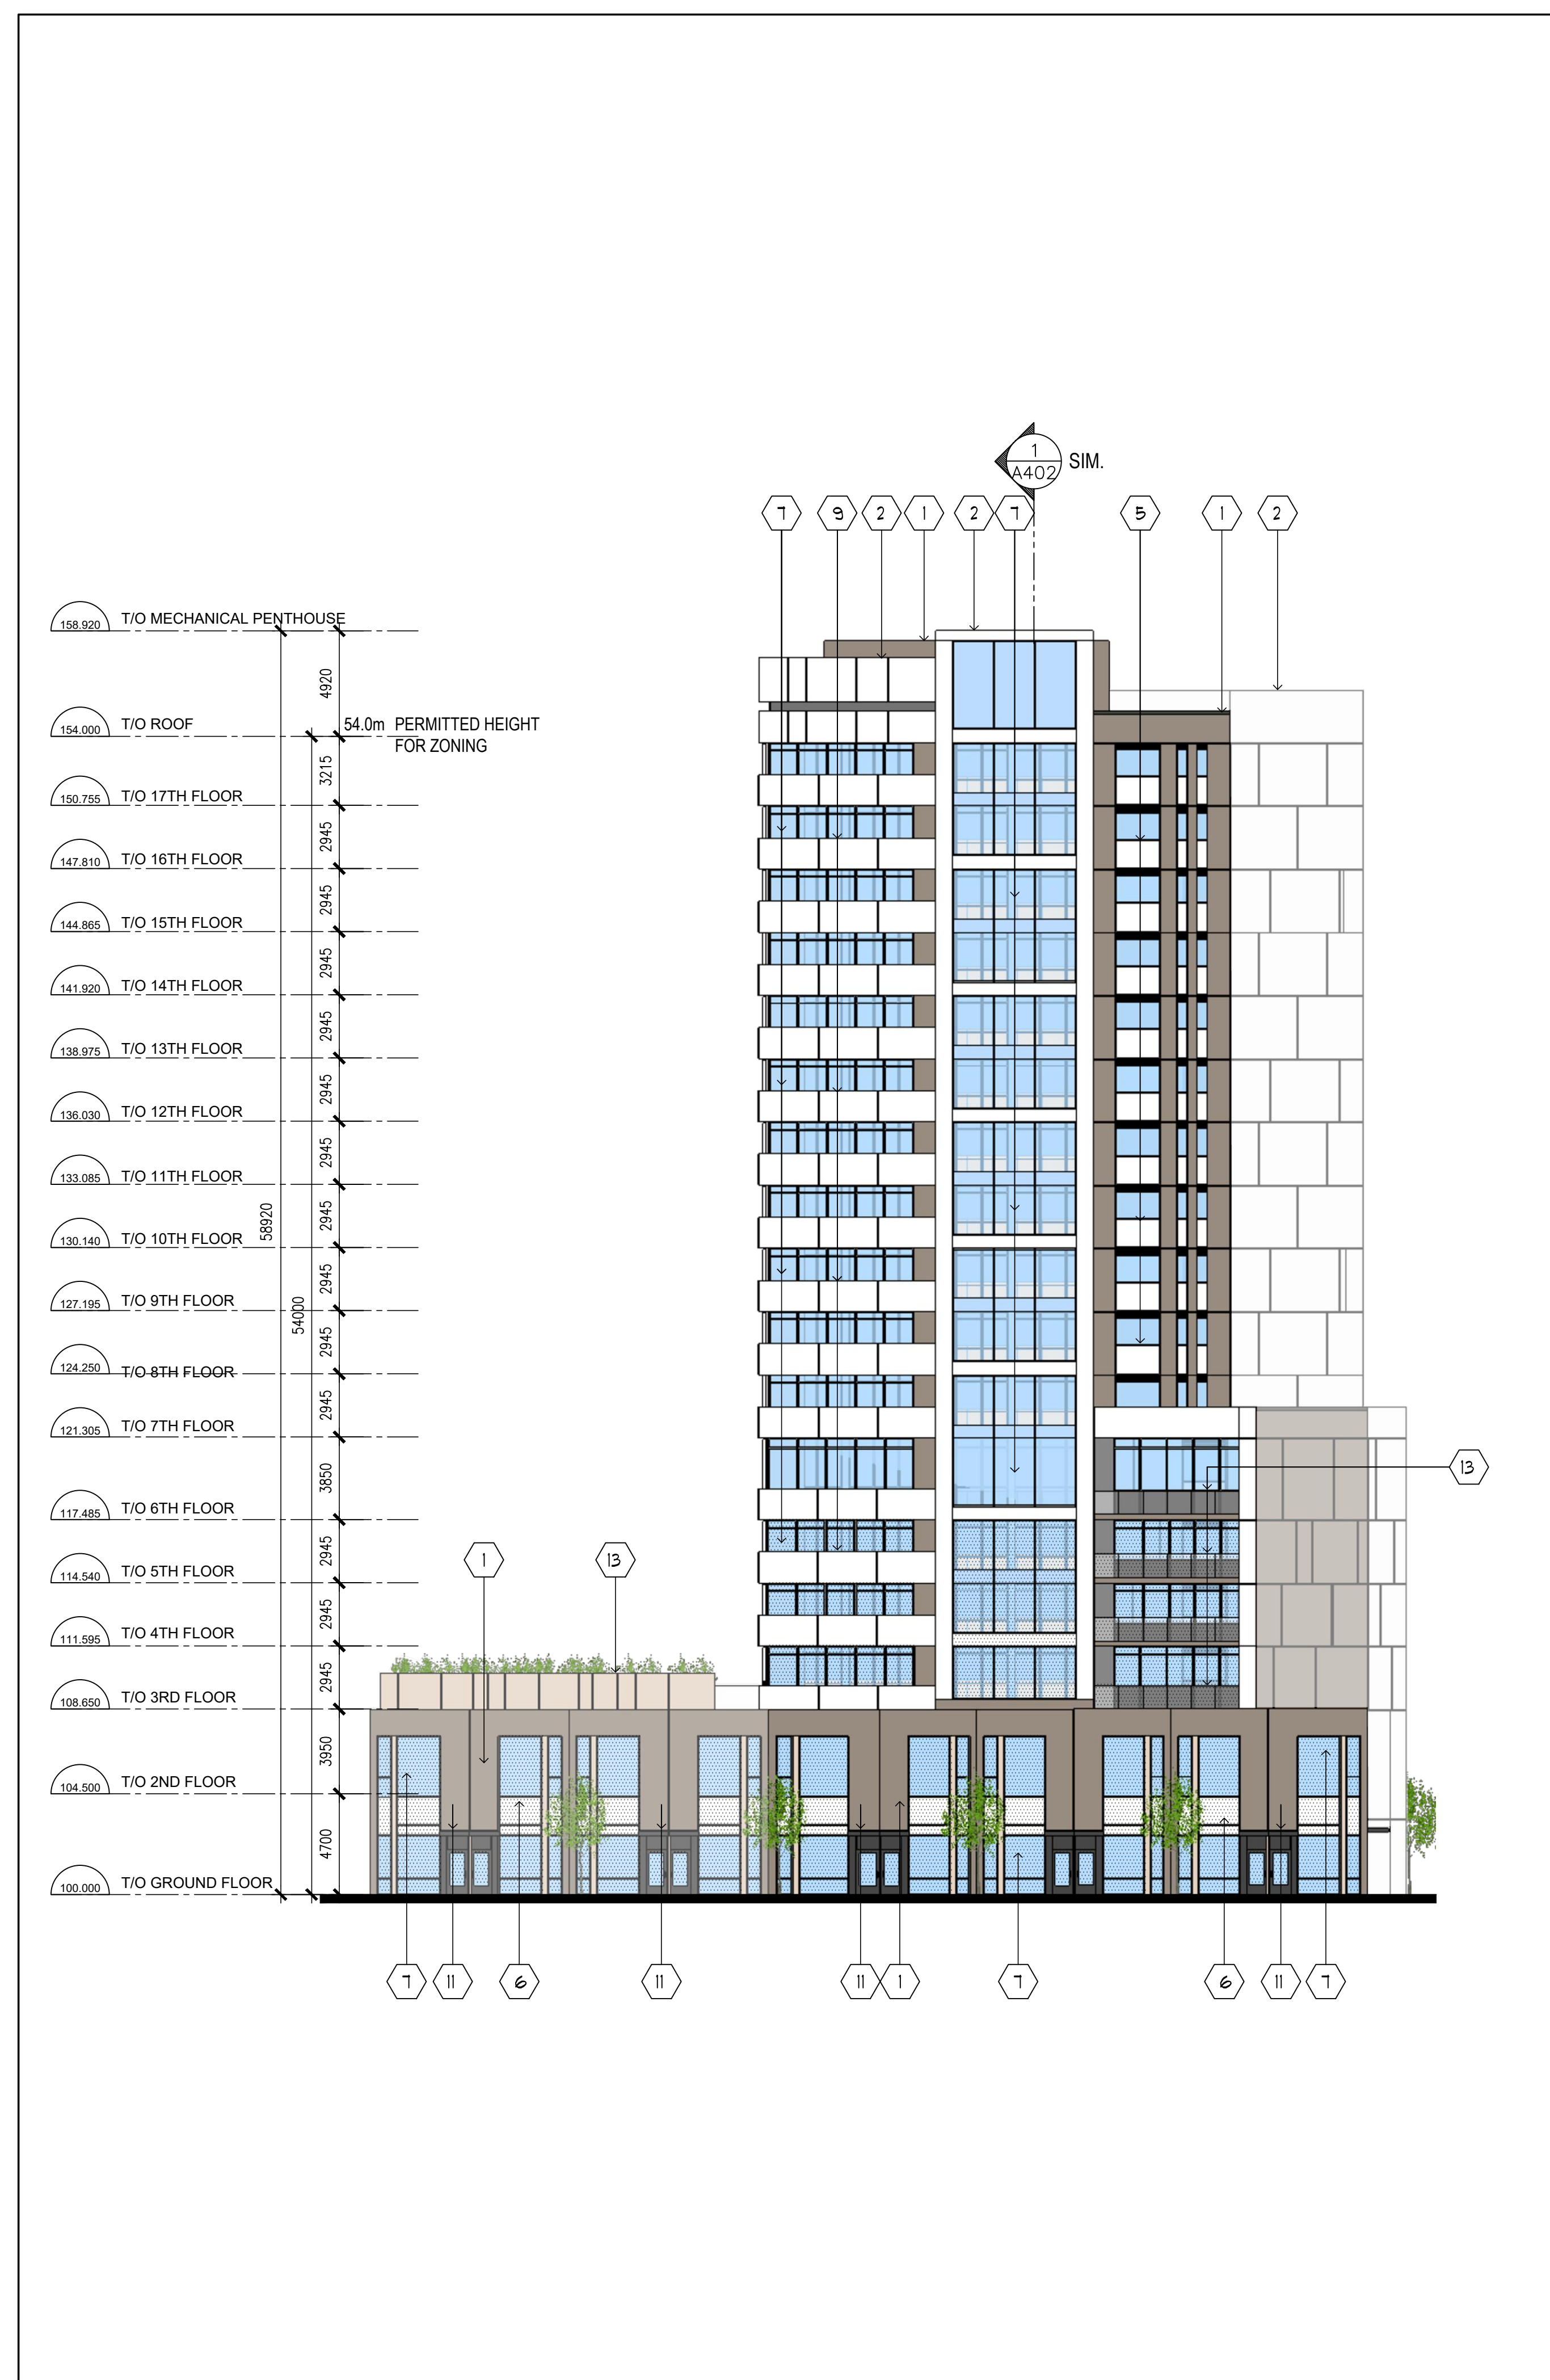 1
A402
SIM.
7
9
2
1
2
7
5
1
2
158.920 T/O MECHANICAL PENTHOUSE
4920
154.000 T/O ROOF
54.0m PERMITTED HEIGHT
FOR ZONING
3215
150.755 T/O 17TH FLOOR
2945
147.810 T/O 16TH FLOOR
2945
144.865 T/O 15TH FLOOR
2945
141.920 T/O 14TH FLOOR
2945
138.975 T/O 13TH FLOOR
2945
136.030 T/O 12TH FLOOR
2945
133.085 T/O 11TH FLOOR
2945
58920
130.140 T/O 10TH FLOOR
2945
127.195 T/O 9TH FLOOR
54000
2945
124.250 T/O 8TH FLOOR
2945
121.305 T/O 7TH FLOOR
3850
13
117.485 T/O 6TH FLOOR
2945
1
13
114.540 T/O 5TH FLOOR
2945
111.595 T/O 4TH FLOOR
2945
108.650 T/O 3RD FLOOR
3950
104.500 T/O 2ND FLOOR
4700
100.000 T/O GROUND FLOOR
7
11
6
11
11
1
7
6
11
7